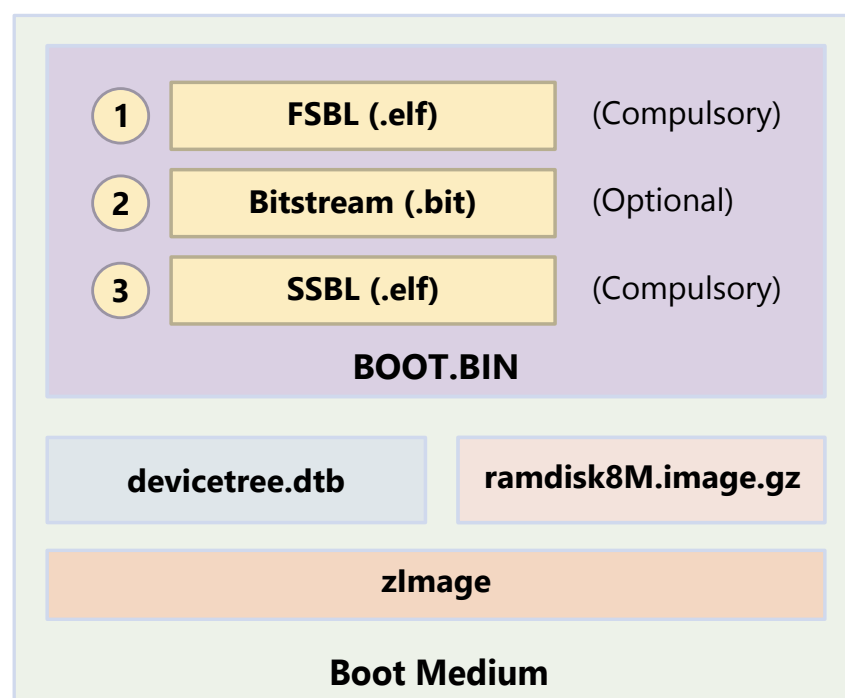 1 FSBL (.elf) (Compulsory)
2 Bitstream (.bit) (Optional)
3 SSBL (.elf) (Compulsory)
BOOT.BIN
devicetree.dtb ramdisk8M.image.gz
zImage
Boot Medium